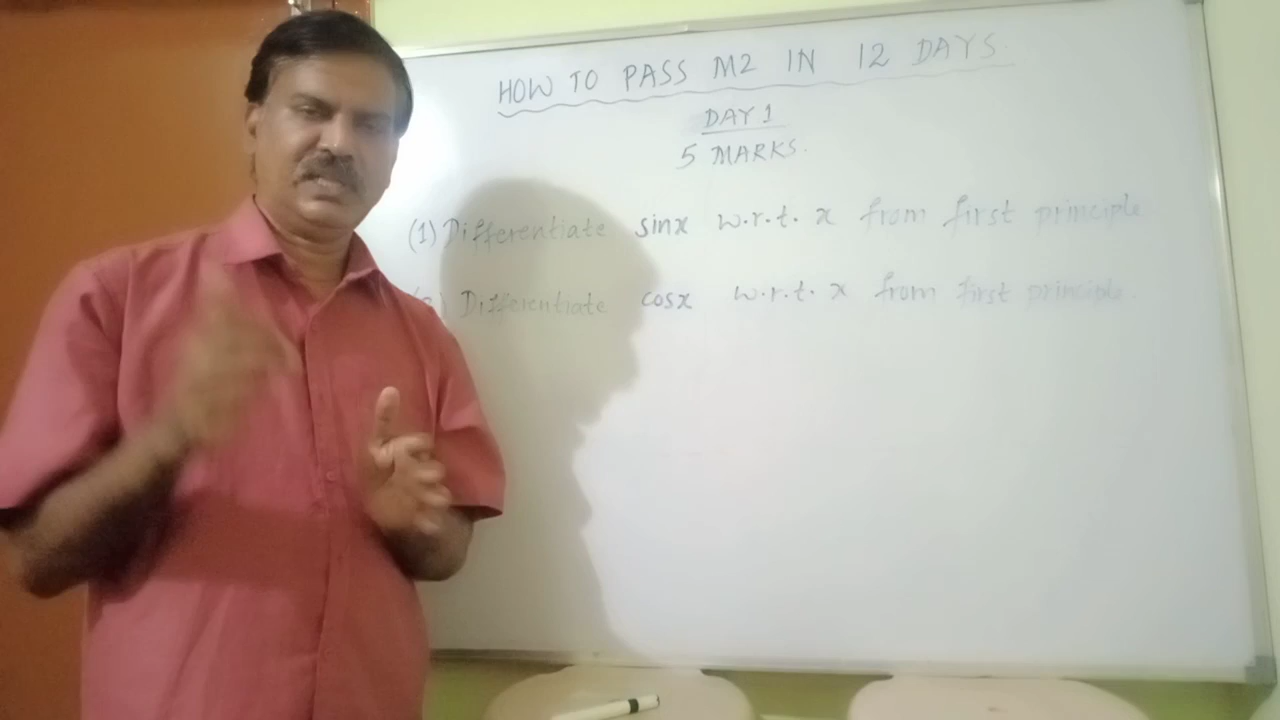 HOW TO PASS M2 IN 12 DAYS.
DAY 1
5 MARKS.
(1) Differentiate sinx w.r.t. x from first principle
) Differentiate cosx w.r.t. x from first principle.